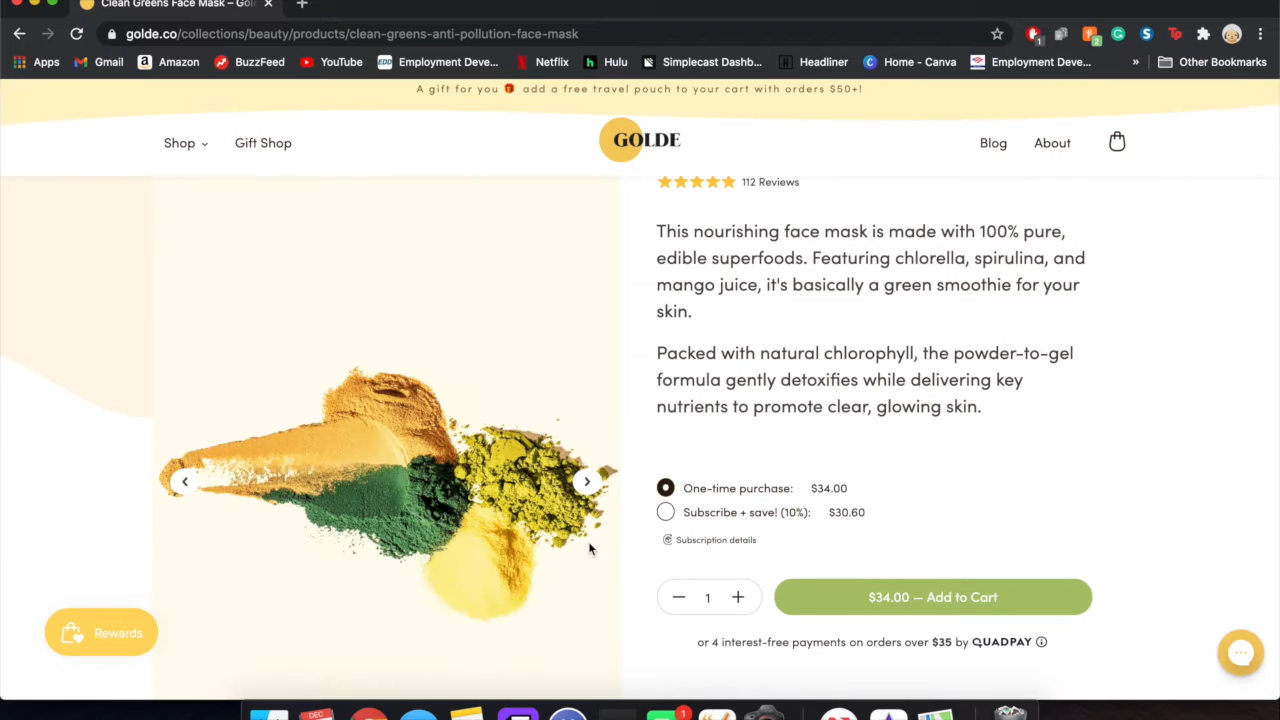 Clean Greens Face Mask – Gol
golde.co/collections/beauty/products/clean-greens-anti-pollution-face-mask
1
2
Apps
Gmail
Amazon
BuzzFeed
YouTube
EDD Employment Deve...
Netflix
h Hulu
Simplecast Dashb...
Headliner
Home - Canva
Employment Deve...
»
Other Bookmarks
A gift for you 🎁 add a free travel pouch to your cart with orders $50+!
Shop
Gift Shop
GOLDE
Blog
About
112 Reviews
This nourishing face mask is made with 100% pure,
edible superfoods. Featuring chlorella, spirulina, and
mango juice, it's basically a green smoothie for your
skin.
Packed with natural chlorophyll, the powder-to-gel
formula gently detoxifies while delivering key
nutrients to promote clear, glowing skin.
One-time purchase: $34.00
Subscribe + save! (10%): $30.60
Subscription details
1
$34.00 — Add to Cart
or 4 interest-free payments on orders over $35 by QUADPAY
Rewards
DEC
1